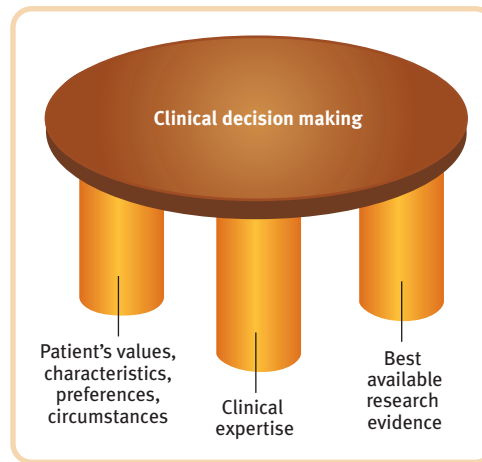 Clinical decision making
Patient's values,
characteristics,
preferences,
circumstances
Clinical
expertise
Best
available
research
evidence